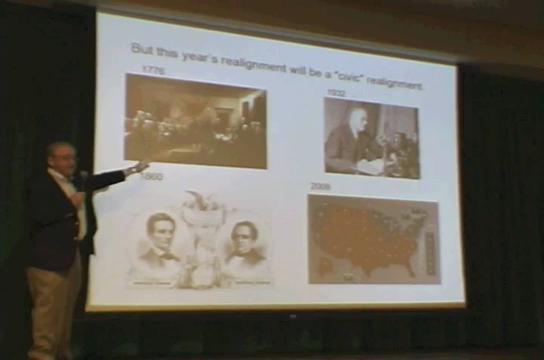 But this year's realignment will be a "civic" realignment.
1776
1932
1860
2008